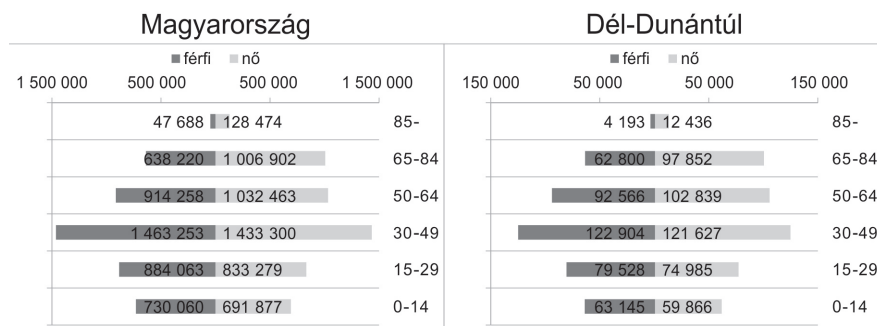 Magyarország Dél-Dunántúl
férfi nő férfi nő
1 500 000 500 000 500 000 1 500 000 150 000 50 000 50 000 150 000
47 688 128 474 85- 4 193 12 436 85-
638 220 1 006 902 65-84 62 800 97 852 65-84
914 258 1 032 463 50-64 92 566 102 839 50-64
1 463 253 1 433 300 30-49 122 904 121 627 30-49
884 063 833 279 15-29 79 528 74 985 15-29
730 060 691 877 0-14 63 145 59 866 0-14